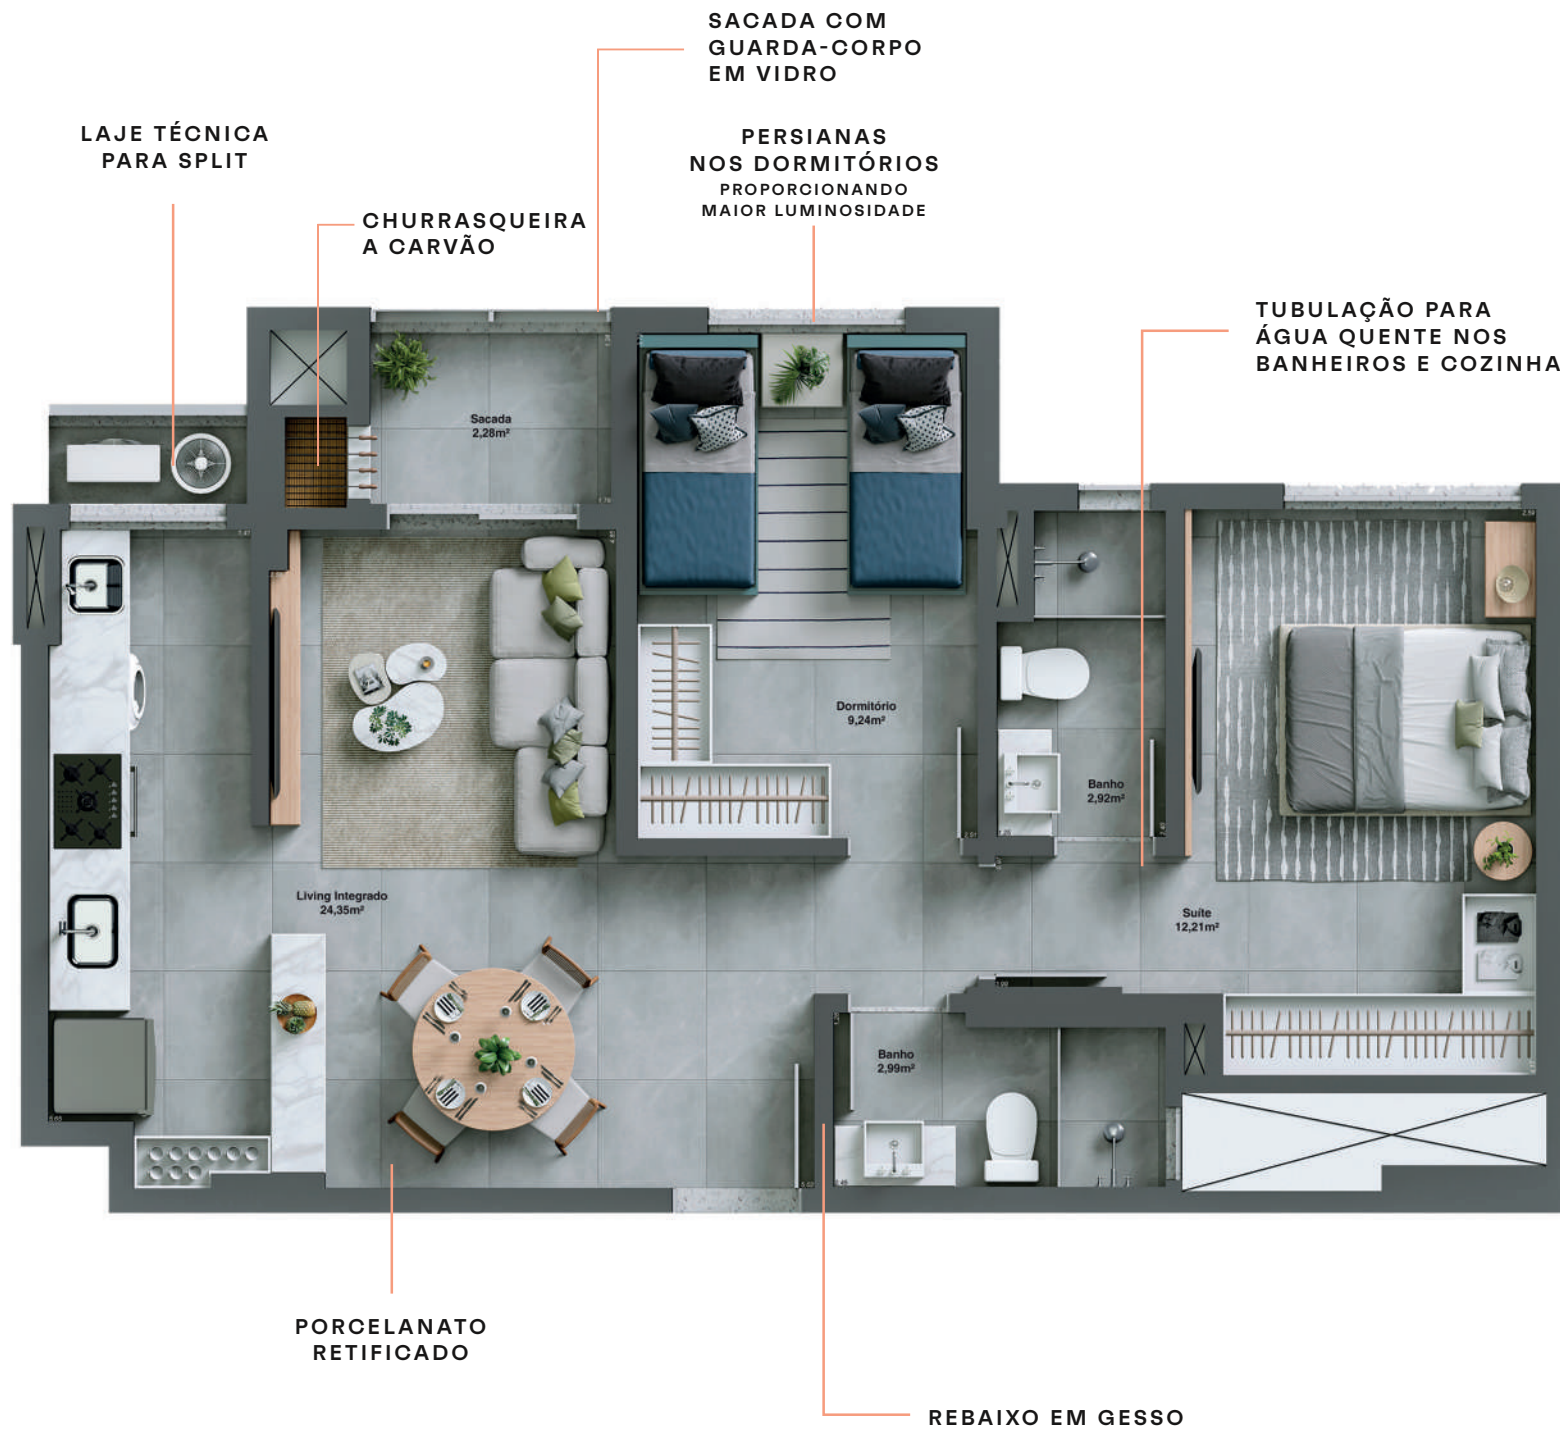 SACADA COM
GUARDA-CORPO
EM VIDRO
LAJE TÉCNICA
PARA SPLIT
PERSIANAS
NOS DORMITÓRIOS
PROPORCIONANDO
MAIOR LUMINOSIDADE
CHURRASQUEIRA
A CARVÃO
TUBULAÇÃO PARA
ÁGUA QUENTE NOS
BANHEIROS E COZINHA
Sacada
2,28m²
Dormitório
9,24m²
Banho
2,92m²
Living Integrado
24,35m²
Suíte
12,21m²
Banho
2,99m²
PORCELANATO
RETIFICADO
REBAIXO EM GESSO